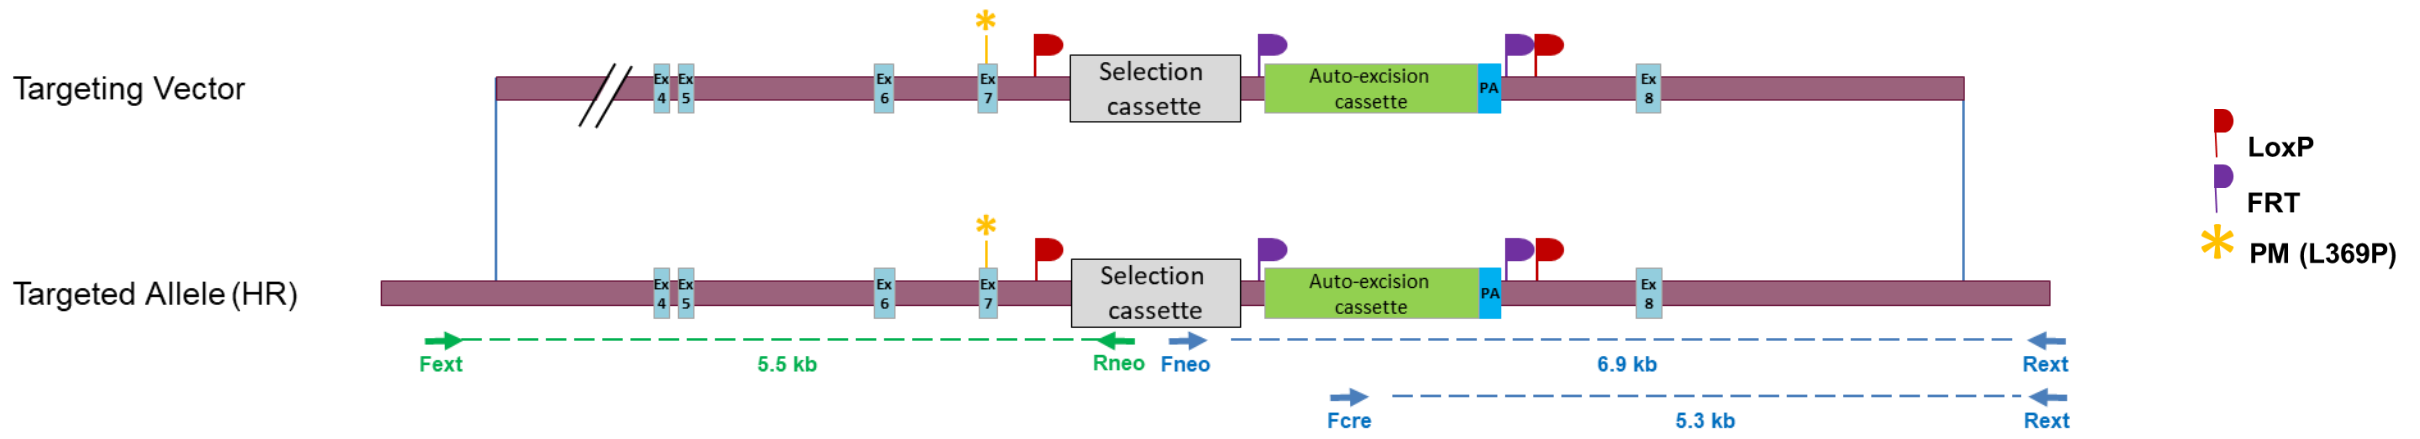 Targeting Vector
Ex
4
Ex
5
Ex
6
Ex
7
Selection
cassette
Auto-excision
cassette
PA
Ex
8
LoxP
FRT
PM (L369P)
Targeted Allele (HR)
Ex
4
Ex
5
Ex
6
Ex
7
Selection
cassette
Auto-excision
cassette
PA
Ex
8
Fext
5.5 kb
Rneo
Fneo
6.9 kb
Rext
Fcre
5.3 kb
Rext